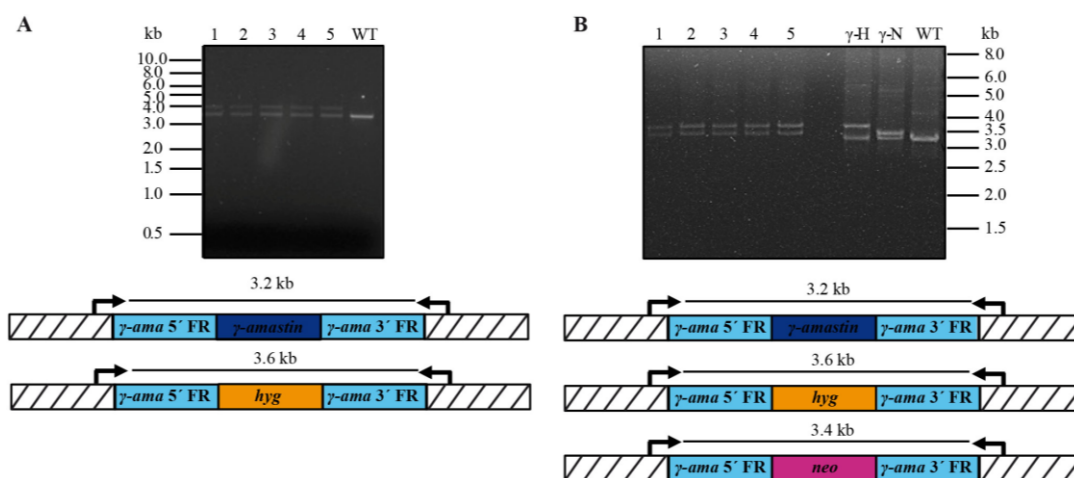 A
kb
1 2 3 4 5 WT
10.0
8.0
6.0
5.0
4.0
3.0
2.0
1.5
1.0
0.5
3.2 kb
γ-ama 5´ FR γ-amastin γ-ama 3´ FR
3.6 kb
γ-ama 5´ FR hyg γ-ama 3´ FR
B
1 2 3 4 5 γ-H γ-N WT
kb
8.0
6.0
5.0
4.0
3.5
3.0
2.5
2.0
1.5
3.2 kb
γ-ama 5´ FR γ-amastin γ-ama 3´ FR
3.6 kb
γ-ama 5´ FR hyg γ-ama 3´ FR
3.4 kb
γ-ama 5´ FR neo γ-ama 3´ FR